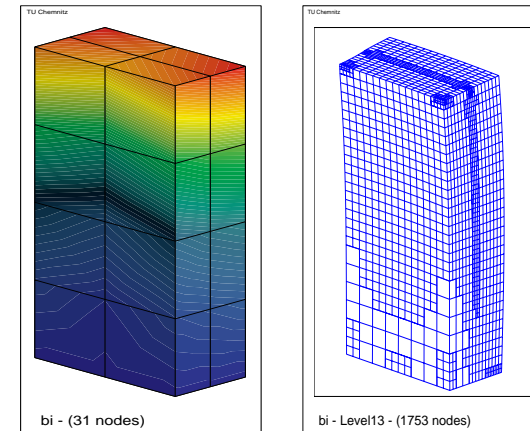 TU Chemnitz
bi - (31 nodes)
TU Chemnitz
bi - Level13 - (1753 nodes)